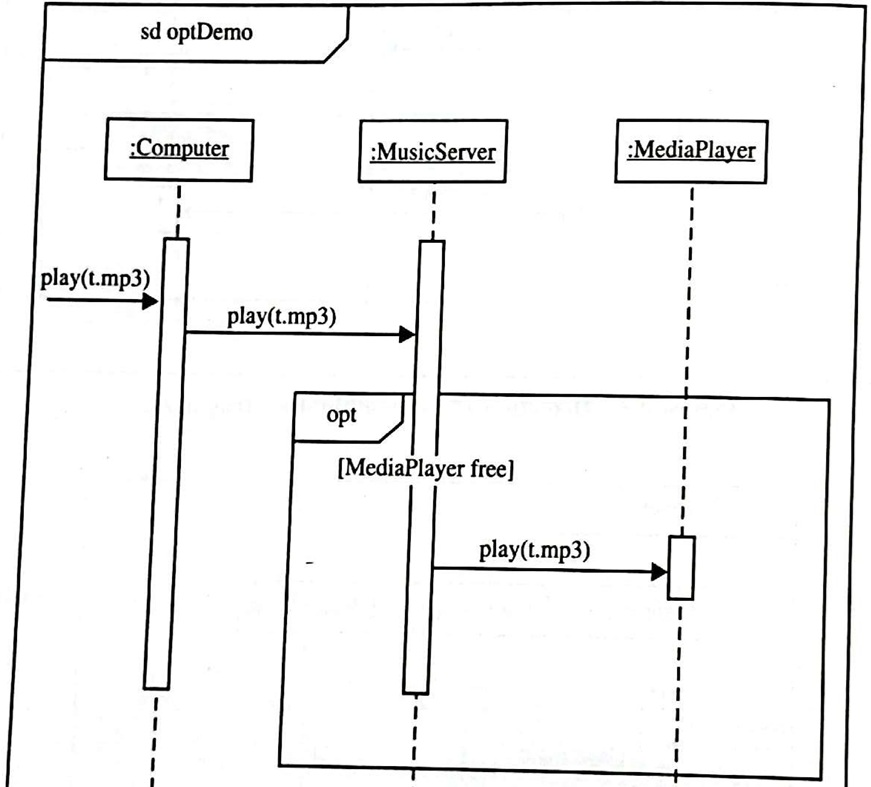 sd optDemo
:Computer
:MusicServer
:MediaPlayer
play(t.mp3)
play(t.mp3)
opt
[MediaPlayer free]
play(t.mp3)